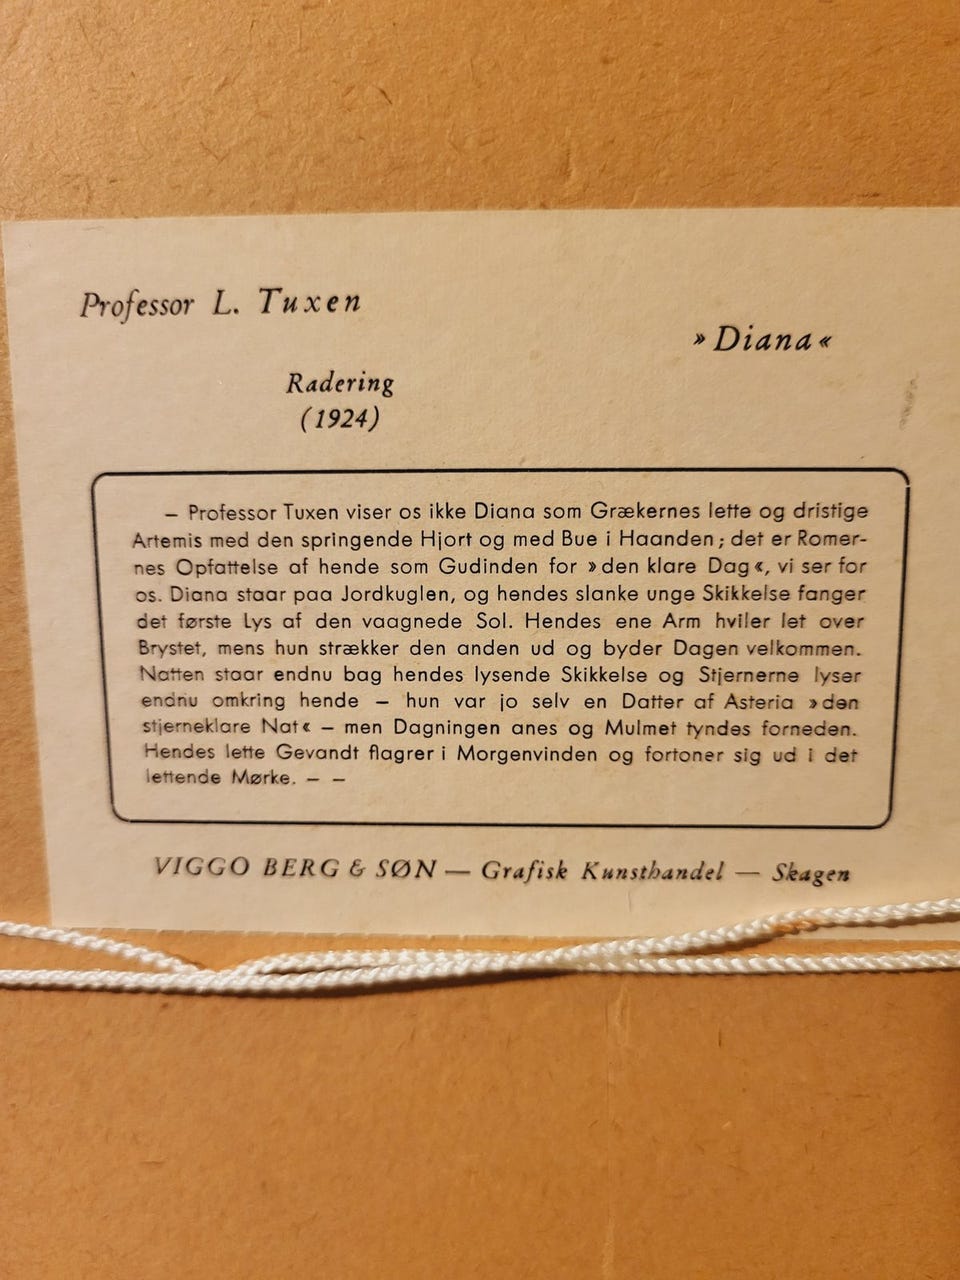 Professor L. Tuxen
»Diana«
Radering
(1924)
– Professor Tuxen viser os ikke Diana som Grækernes lette og dristige
Artemis med den springende Hjort og med Bue i Haanden; det er Romer-
nes Opfattelse af hende som Gudinden for »den klare Dag«, vi ser for
os. Diana staar paa Jordkuglen, og hendes slanke unge Skikkelse fanger
det første Lys af den vaagnede Sol. Hendes ene Arm hviler let over
Brystet, mens hun strækker den anden ud og byder Dagen velkommen.
Natten staar endnu bag hendes lysende Skikkelse og Stjernerne lyser
endnu omkring hende – hun var jo selv en Datter af Asteria »den
stjerneklare Nat« – men Dagningen anes og Mulmet tyndes forneden.
Hendes lette Gevandt flagrer i Morgenvinden og fortoner sig ud i det
lettende Mørke. – –
VIGGO BERG & SØN — Grafisk Kunsthandel — Skagen